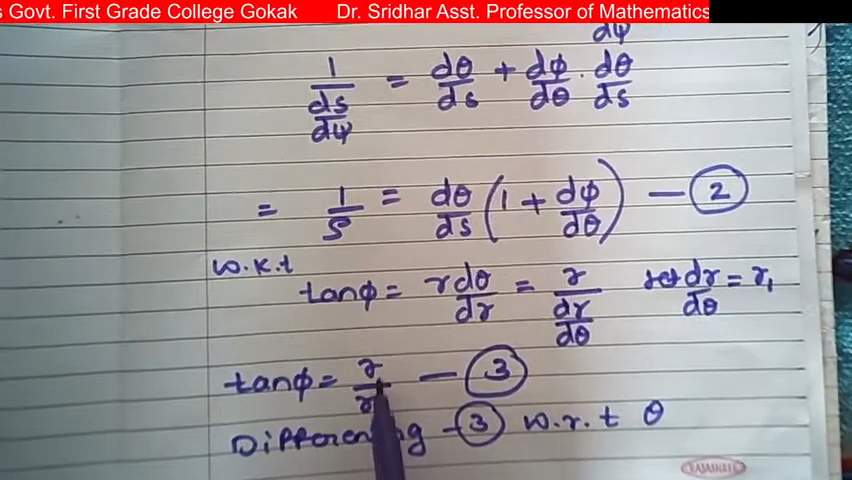 s Govt. First Grade College Gokak Dr. Sridhar Asst. Professor of Mathematics
dψ
1/(ds/dψ) = dθ/ds + dϕ/dθ · dθ/ds
= 1/ρ = dθ/ds (1 + dϕ/dθ) — ②
W.K.t
tanϕ = r dθ/dr = r/(dr/dθ) dr/dθ = r₁
tanϕ = r/ — ③
③ w.r.t θ
RAJASHREE